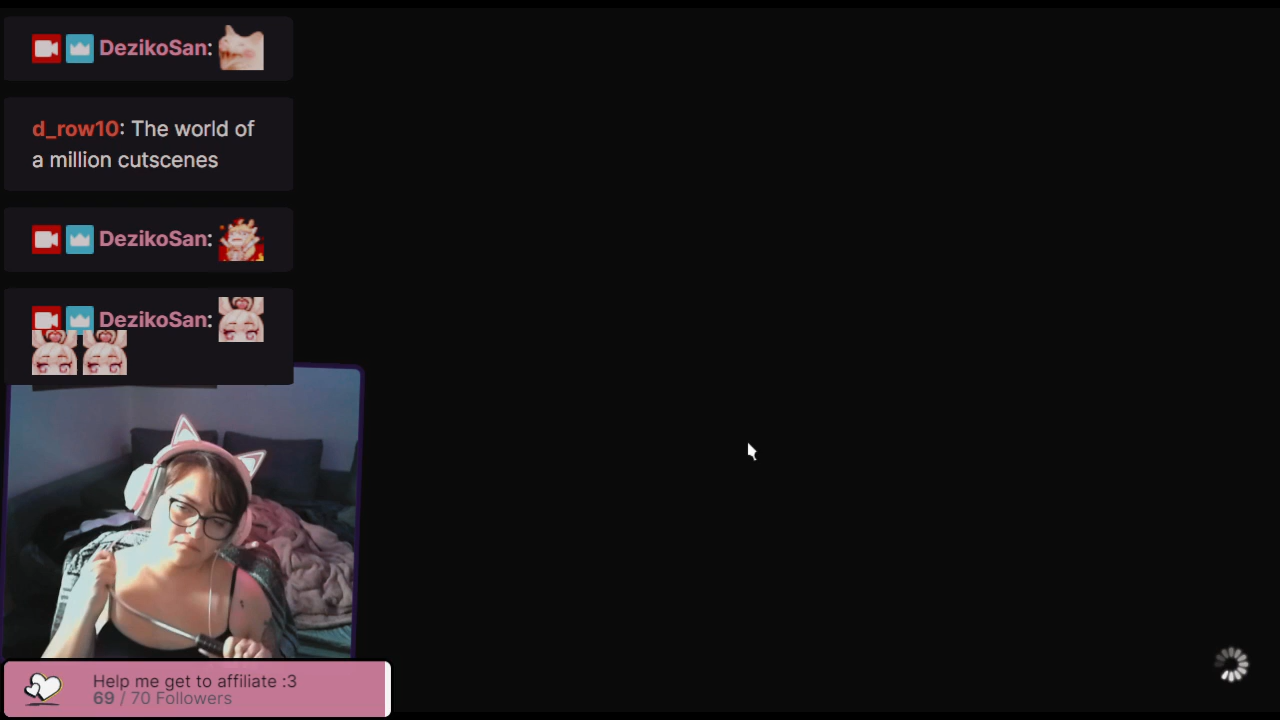 DezikoSan:
d_row10: The world of
a million cutscenes
DezikoSan:
DezikoSan:
Help me get to affiliate :3
69 / 70 Followers